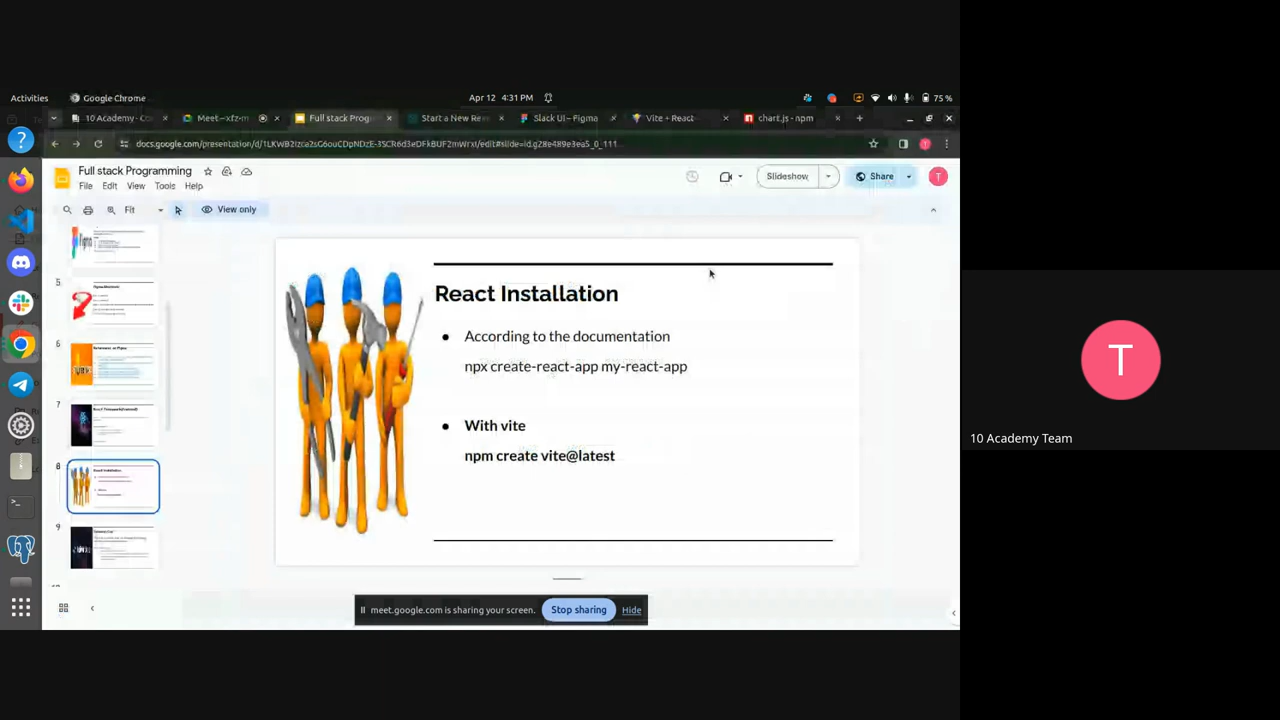 Activities
Google Chrome
Apr 12 4:31 PM
75 %
10 Academy - Co
Meet – xfz-m
Full stack Prog
Start a New Re
Slack UI – Figma
Vite + React
chart.js - npm
Full stack Programming
File Edit View Tools Help
Slideshow
Share
T
Fit
View only
5
6
7
8
9
React Installation
● According to the documentation
npx create-react-app my-react-app
● With vite
npm create vite@latest
meet.google.com is sharing your screen.
Stop sharing
Hide
T
10 Academy Team